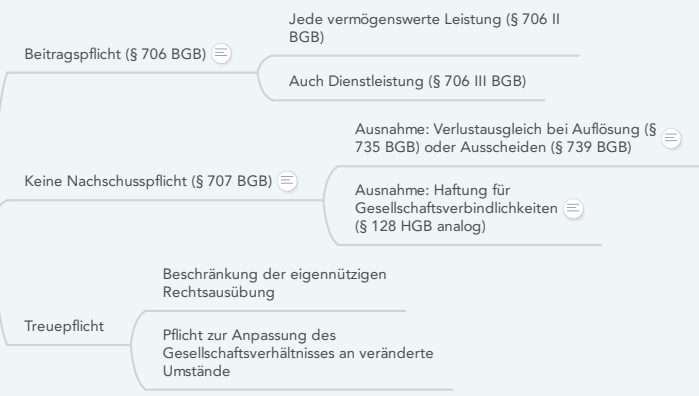 Jede vermögenswerte Leistung (§ 706 II
BGB)
Beitragspflicht (§ 706 BGB)
Auch Dienstleistung (§ 706 III BGB)
Ausnahme: Verlustausgleich bei Auflösung (§
735 BGB) oder Ausscheiden (§ 739 BGB)
Keine Nachschusspflicht (§ 707 BGB)
Ausnahme: Haftung für
Gesellschaftsverbindlichkeiten
(§ 128 HGB analog)
Beschränkung der eigennützigen
Rechtsausübung
Treuepflicht
Pflicht zur Anpassung des
Gesellschaftsverhältnisses an veränderte
Umstände